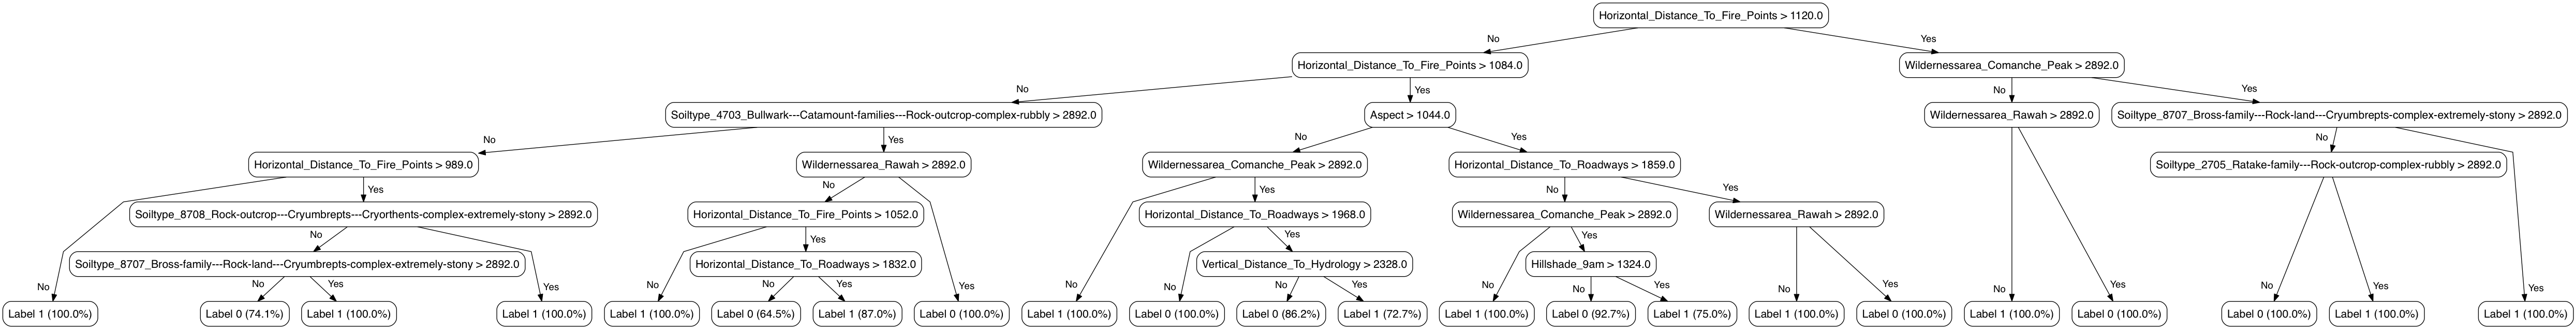 Horizontal_Distance_To_Fire_Points > 1120.0
No
Yes
Horizontal_Distance_To_Fire_Points > 1084.0
Wildernessarea_Comanche_Peak > 2892.0
No
Yes
No
Yes
Soiltype_4703_Bullwark---Catamount-families---Rock-outcrop-complex-rubbly > 2892.0
Aspect > 1044.0
Wildernessarea_Rawah > 2892.0
Soiltype_8707_Bross-family---Rock-land---Cryumbrepts-complex-extremely-stony > 2892.0
No
Yes
No
Yes
No
Horizontal_Distance_To_Fire_Points > 989.0
Wildernessarea_Rawah > 2892.0
Wildernessarea_Comanche_Peak > 2892.0
Horizontal_Distance_To_Roadways > 1859.0
Soiltype_2705_Ratake-family---Rock-outcrop-complex-rubbly > 2892.0
Yes
No
Yes
No
Yes
Soiltype_8708_Rock-outcrop---Cryumbrepts---Cryorthents-complex-extremely-stony > 2892.0
Horizontal_Distance_To_Fire_Points > 1052.0
Horizontal_Distance_To_Roadways > 1968.0
Wildernessarea_Comanche_Peak > 2892.0
Wildernessarea_Rawah > 2892.0
No
Yes
Yes
Yes
Soiltype_8707_Bross-family---Rock-land---Cryumbrepts-complex-extremely-stony > 2892.0
Horizontal_Distance_To_Roadways > 1832.0
Vertical_Distance_To_Hydrology > 2328.0
Hillshade_9am > 1324.0
No
No
Yes
Yes
No
No
Yes
Yes
No
No
No
Yes
No
No
Yes
No
Yes
No
Yes
No
Yes
Yes
Label 1 (100.0%)
Label 0 (74.1%)
Label 1 (100.0%)
Label 1 (100.0%)
Label 1 (100.0%)
Label 0 (64.5%)
Label 1 (87.0%)
Label 0 (100.0%)
Label 1 (100.0%)
Label 0 (100.0%)
Label 0 (86.2%)
Label 1 (72.7%)
Label 1 (100.0%)
Label 0 (92.7%)
Label 1 (75.0%)
Label 1 (100.0%)
Label 0 (100.0%)
Label 1 (100.0%)
Label 0 (100.0%)
Label 0 (100.0%)
Label 1 (100.0%)
Label 1 (100.0%)